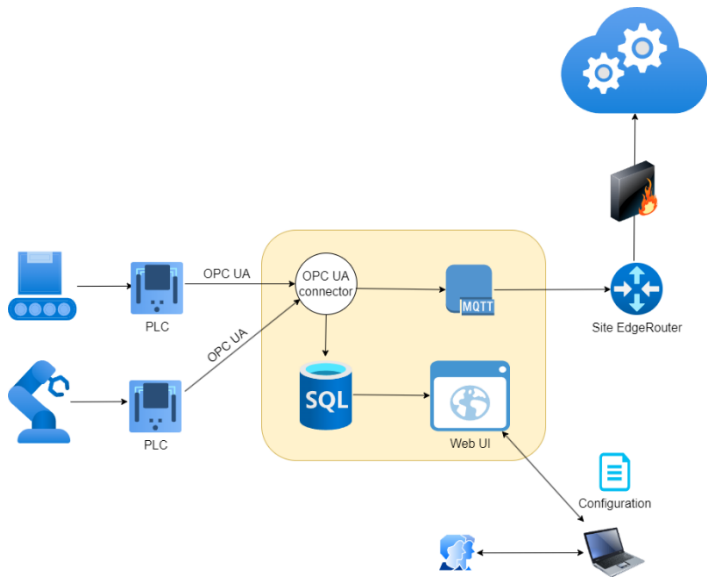 OPC UA
OPC UA
connector
MQTT
PLC
Site EdgeRouter
OPC UA
SQL
PLC
Web UI
Configuration